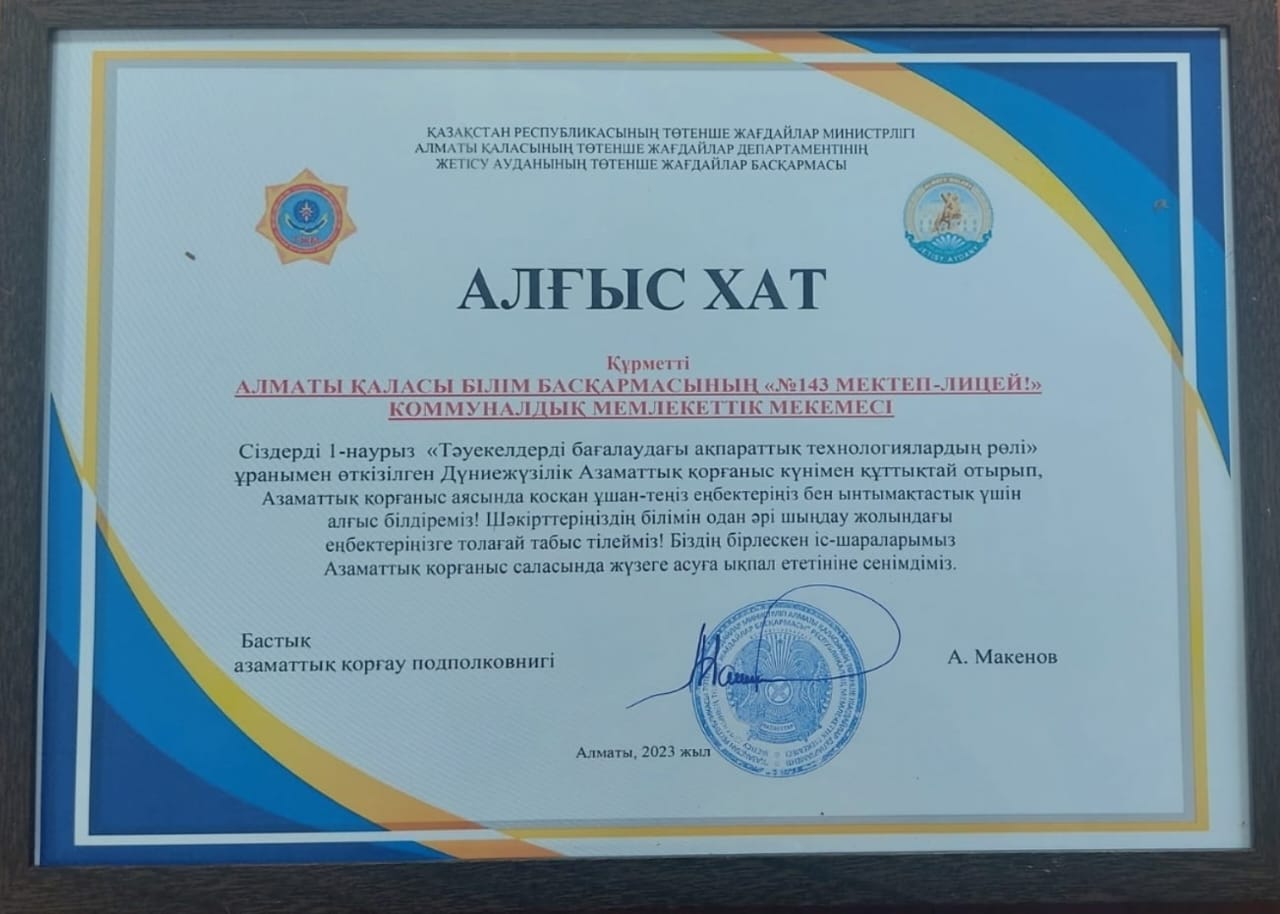 ҚАЗАҚСТАН РЕСПУБЛИКАСЫНЫҢ ТӨТЕНШЕ ЖАҒДАЙЛАР МИНИСТРЛІГІ
АЛМАТЫ ҚАЛАСЫНЫҢ ТӨТЕНШЕ ЖАҒДАЙЛАР ДЕПАРТАМЕНТІНІҢ
ЖЕТІСУ АУДАНЫНЫҢ ТӨТЕНШЕ ЖАҒДАЙЛАР БАСҚАРМАСЫ
АЛҒЫС ХАТ
Құрметті
АЛМАТЫ ҚАЛАСЫ БІЛІМ БАСҚАРМАСЫНЫҢ «№143 МЕКТЕП-ЛИЦЕЙ!»
КОММУНАЛДЫҚ МЕМЛЕКЕТТІК МЕКЕМЕСІ
Сіздерді 1-наурыз «Тәуекелдерді бағалаудағы ақпараттық технологиялардың рөлі»
ұранымен өткізілген Дүниежүзілік Азаматтық қорғаныс күнімен құттықтай отырып,
Азаматтық қорғаныс аясында қосқан ұшан-теңіз еңбектеріңіз бен ынтымақтастық үшін
алғыс білдіреміз! Шәкірттеріңіздің білімін одан әрі шыңдау жолындағы
еңбектеріңізге толағай табыс тілейміз! Біздің бірлескен іс-шараларымыз
Азаматтық қорғаныс саласында жүзеге асуға ықпал ететініне сенімдіміз.
Бастық
азаматтық қорғау подполковнигі
А. Макенов
Алматы, 2023 жыл